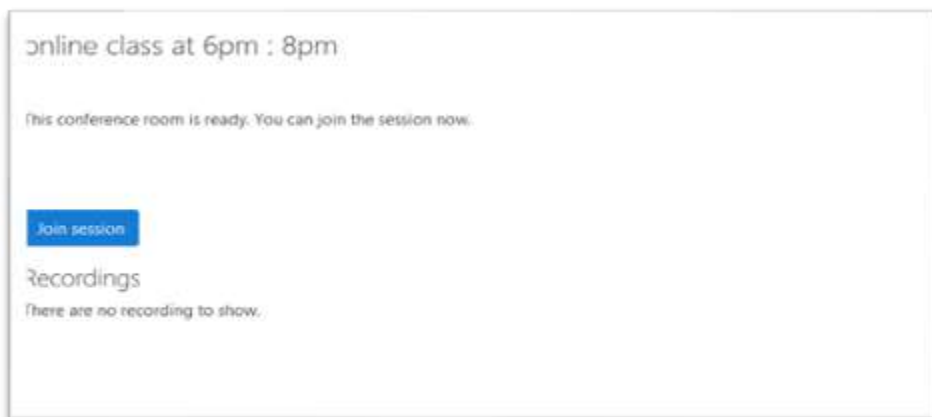 online class at 6pm : 8pm
This conference room is ready. You can join the session now.
Join session
Recordings
There are no recording to show.